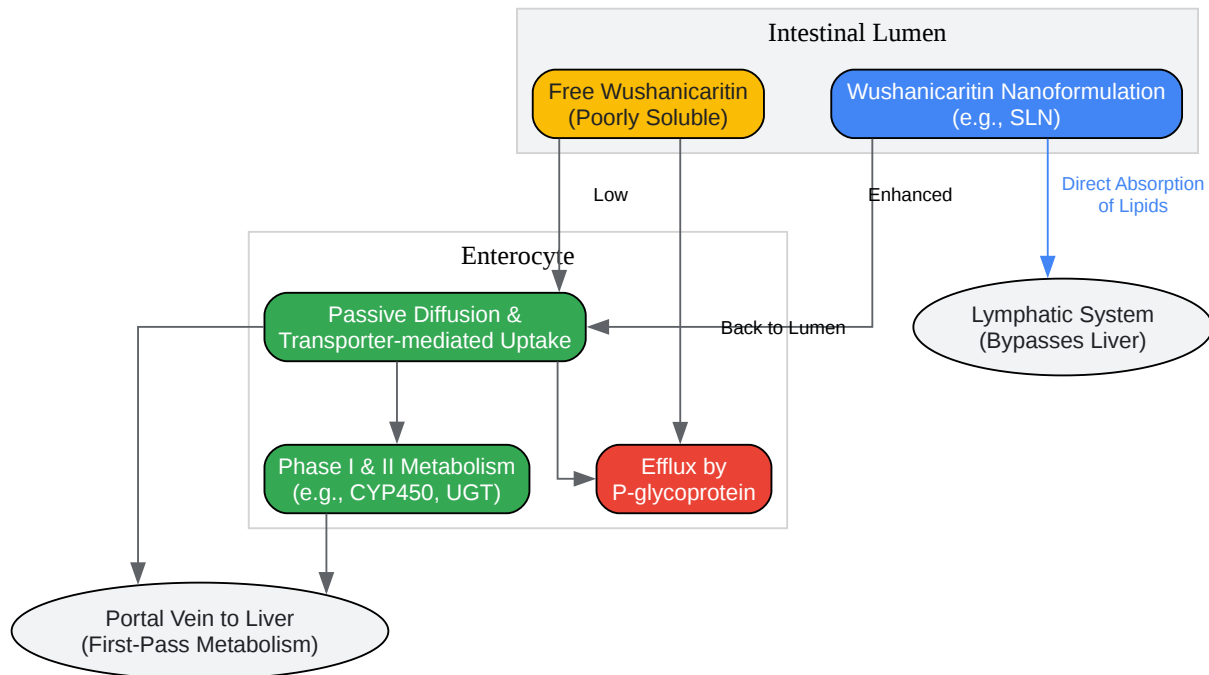 Intestinal Lumen
Free Wushanicaritin
(Poorly Soluble)
Wushanicaritin Nanoformulation
(e.g., SLN)
Low
Enhanced
Direct Absorption
of Lipids
Enterocyte
Passive Diffusion &
Transporter-mediated Uptake
Back to Lumen
Lymphatic System
(Bypasses Liver)
Phase I & II Metabolism
(e.g., CYP450, UGT)
Efflux by
P-glycoprotein
Portal Vein to Liver
(First-Pass Metabolism)